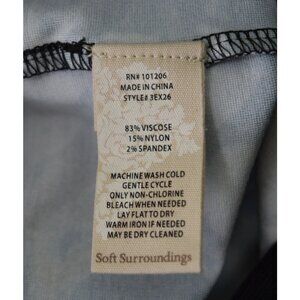 RN# 101206
MADE IN CHINA
STYLE# 3EX26
83% VISCOSE
15% NYLON
2% SPANDEX
MACHINE WASH COLD
GENTLE CYCLE
ONLY NON-CHLORINE
BLEACH WHEN NEEDED
LAY FLAT TO DRY
WARM IRON IF NEEDED
MAY BE DRY CLEANED
Soft Surroundings